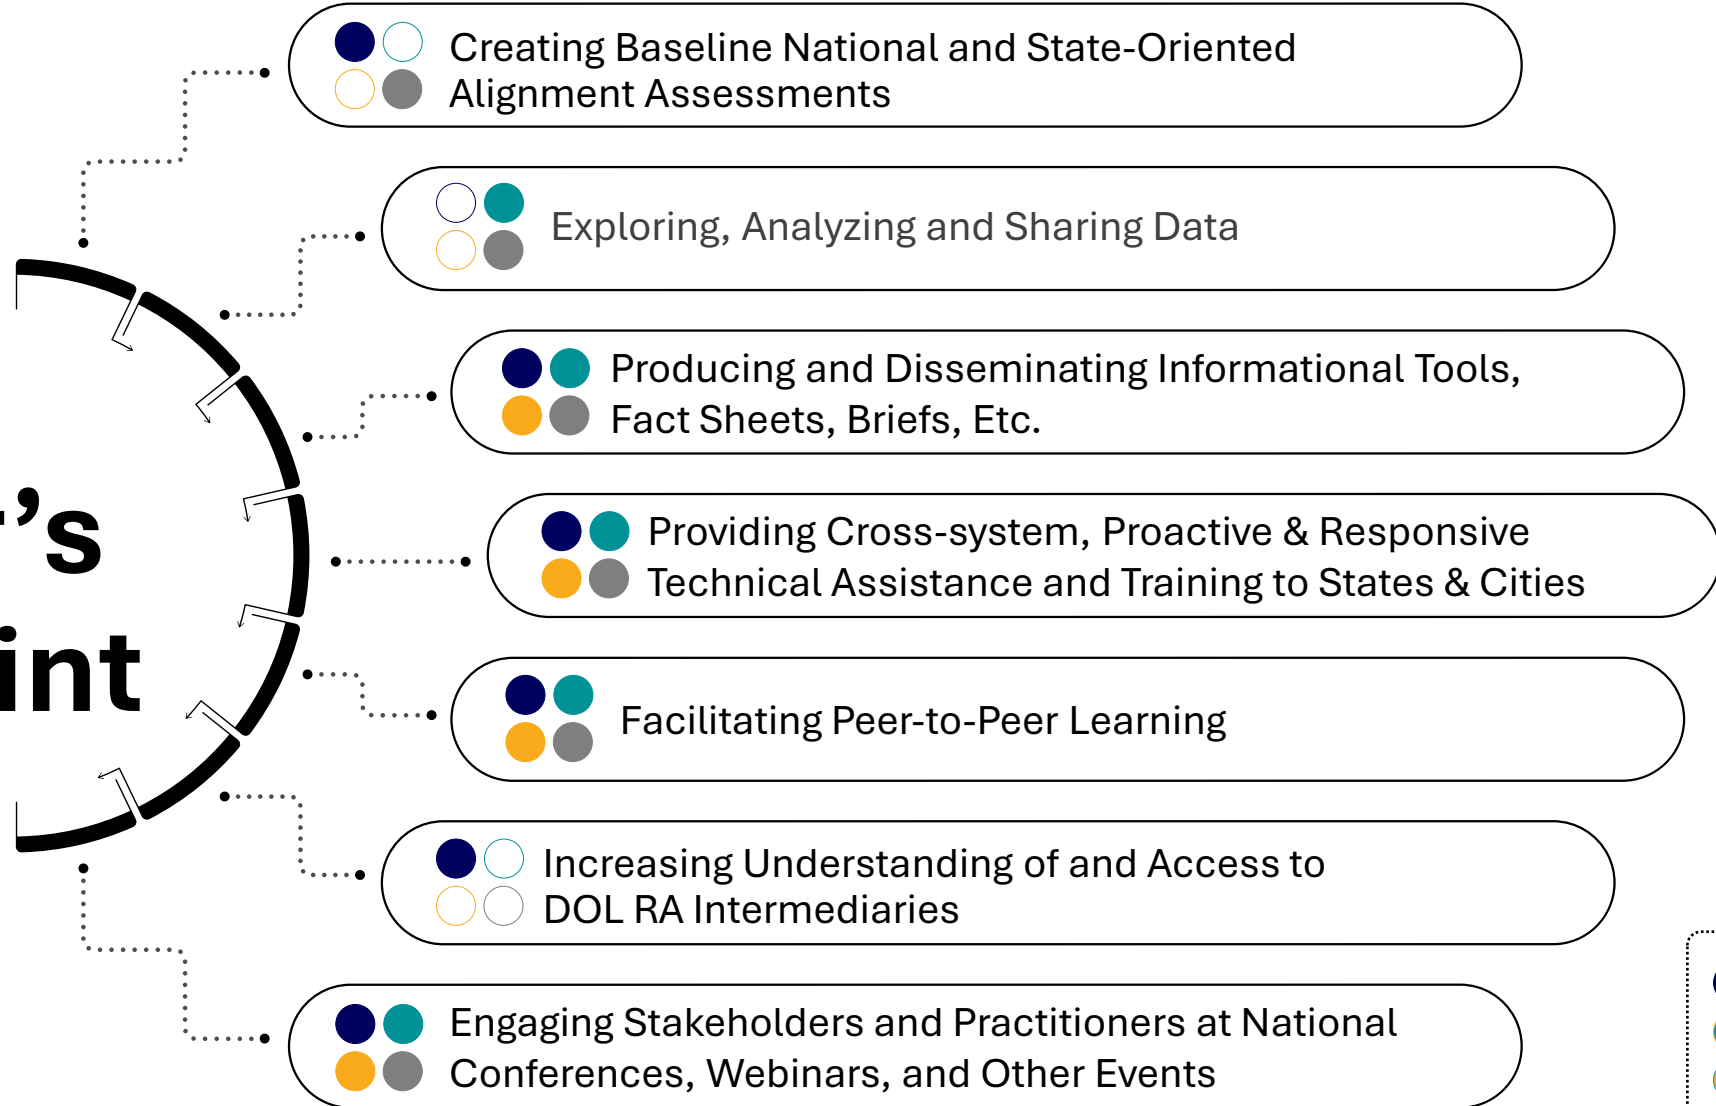 Creating Baseline National and State-Oriented
Alignment Assessments
Exploring, Analyzing and Sharing Data
Producing and Disseminating Informational Tools,
Fact Sheets, Briefs, Etc.
’s
Providing Cross-system, Proactive & Responsive
Technical Assistance and Training to States & Cities
int
Facilitating Peer-to-Peer Learning
Increasing Understanding of and Access to
DOL RA Intermediaries
Engaging Stakeholders and Practitioners at National
Conferences, Webinars, and Other Events